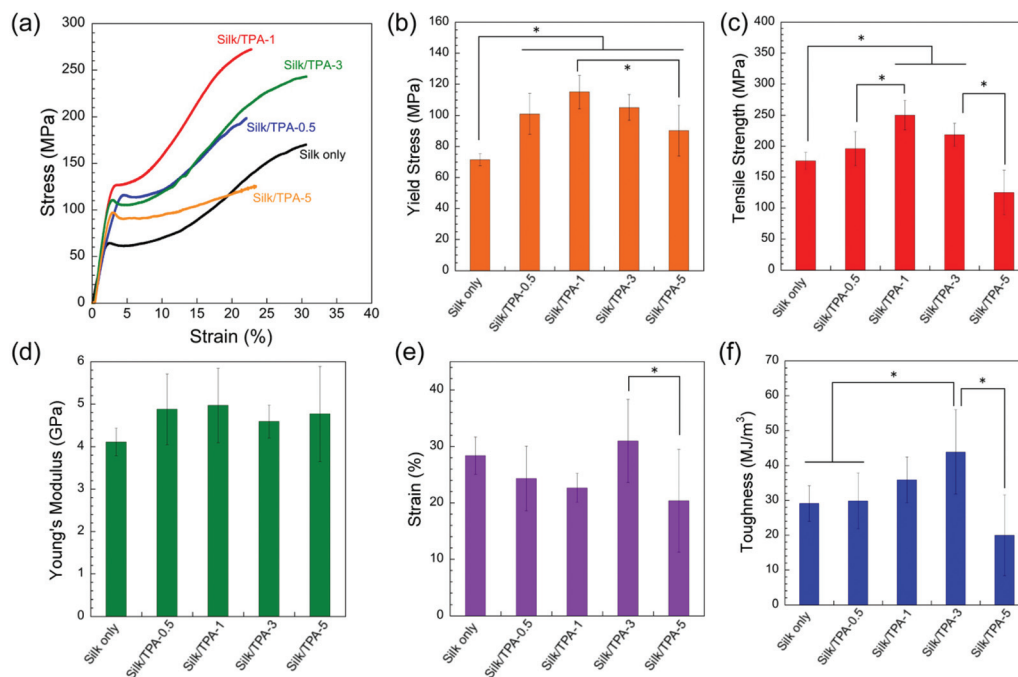 (a)
Stress (MPa)
300
250
200
150
100
50
0
0 5 10 15 20 25 30 35 40
Strain (%)
Silk/TPA-1
Silk/TPA-3
Silk/TPA-0.5
Silk only
Silk/TPA-5
(b)
Yield Stress (MPa)
160
140
120
100
80
60
40
20
0
*
*
Silk only
Silk/TPA-0.5
Silk/TPA-1
Silk/TPA-3
Silk/TPA-5
(c)
Tensile Strength (MPa)
450
400
350
300
250
200
150
100
50
0
*
*
*
Silk only
Silk/TPA-0.5
Silk/TPA-1
Silk/TPA-3
Silk/TPA-5
(d)
Young's Modulus (GPa)
6
5
4
3
2
1
0
Silk only
Silk/TPA-0.5
Silk/TPA-1
Silk/TPA-3
Silk/TPA-5
(e)
Strain (%)
40
30
20
10
0
*
Silk only
Silk/TPA-0.5
Silk/TPA-1
Silk/TPA-3
Silk/TPA-5
(f)
Toughness (MJ/m³)
70
60
50
40
30
20
10
0
*
*
Silk only
Silk/TPA-0.5
Silk/TPA-1
Silk/TPA-3
Silk/TPA-5